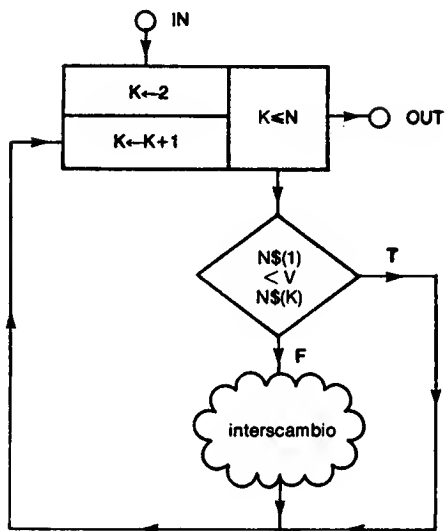 IN
K←2
K←K+1
K≤N
OUT
N$(1)
< V
N$(K)
T
F
interscambio